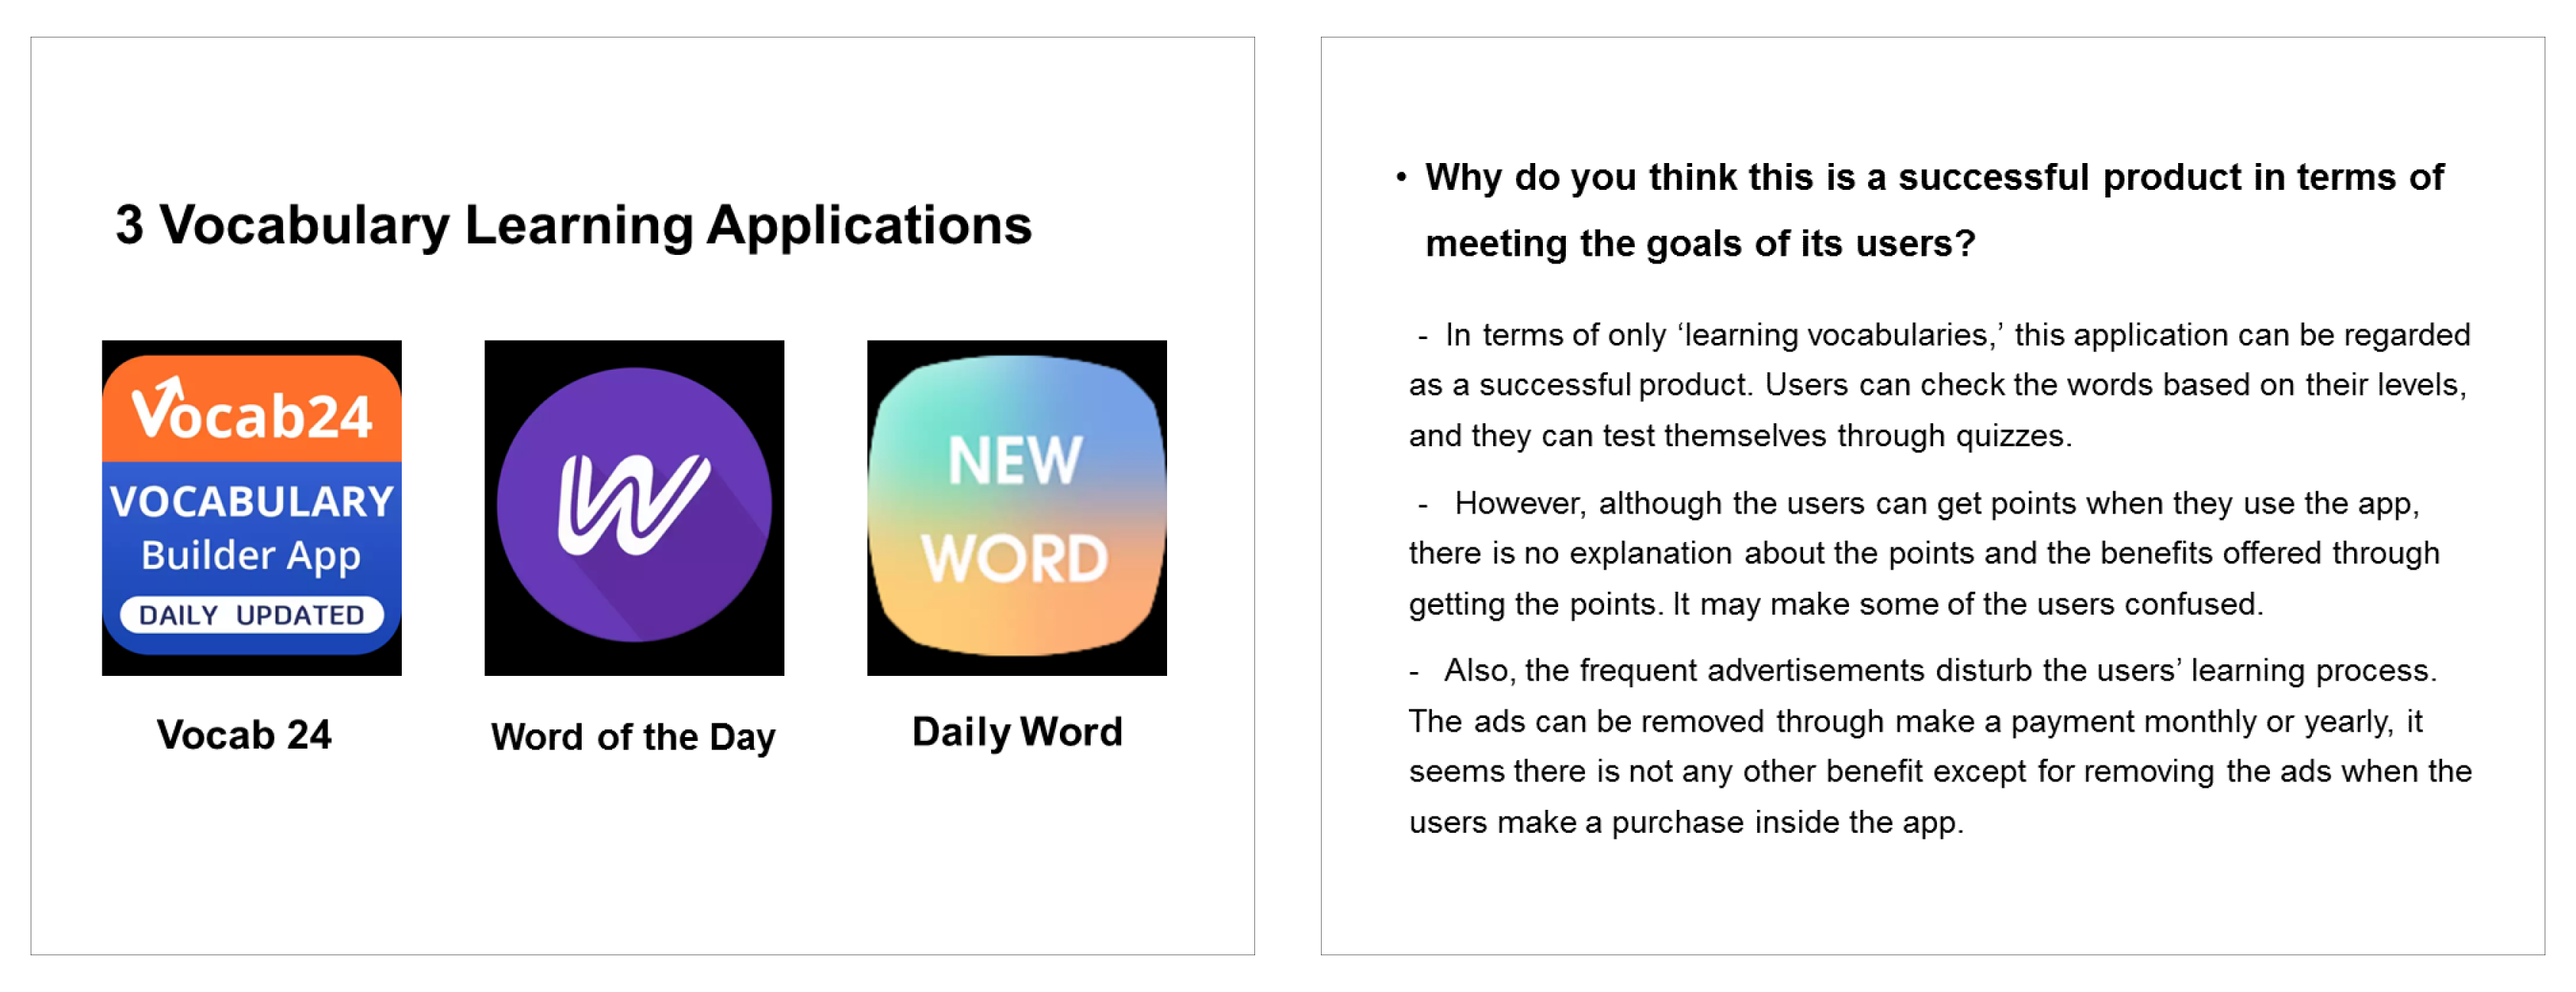 3 Vocabulary Learning Applications
Vocab24
VOCABULARY
Builder App
DAILY UPDATED
W
NEW
WORD
Vocab 24
Word of the Day
Daily Word
• Why do you think this is a successful product in terms of
meeting the goals of its users?
- In terms of only ‘learning vocabularies,’ this application can be regarded
as a successful product. Users can check the words based on their levels,
and they can test themselves through quizzes.
- However, although the users can get points when they use the app,
there is no explanation about the points and the benefits offered through
getting the points. It may make some of the users confused.
- Also, the frequent advertisements disturb the users’ learning process.
The ads can be removed through make a payment monthly or yearly, it
seems there is not any other benefit except for removing the ads when the
users make a purchase inside the app.